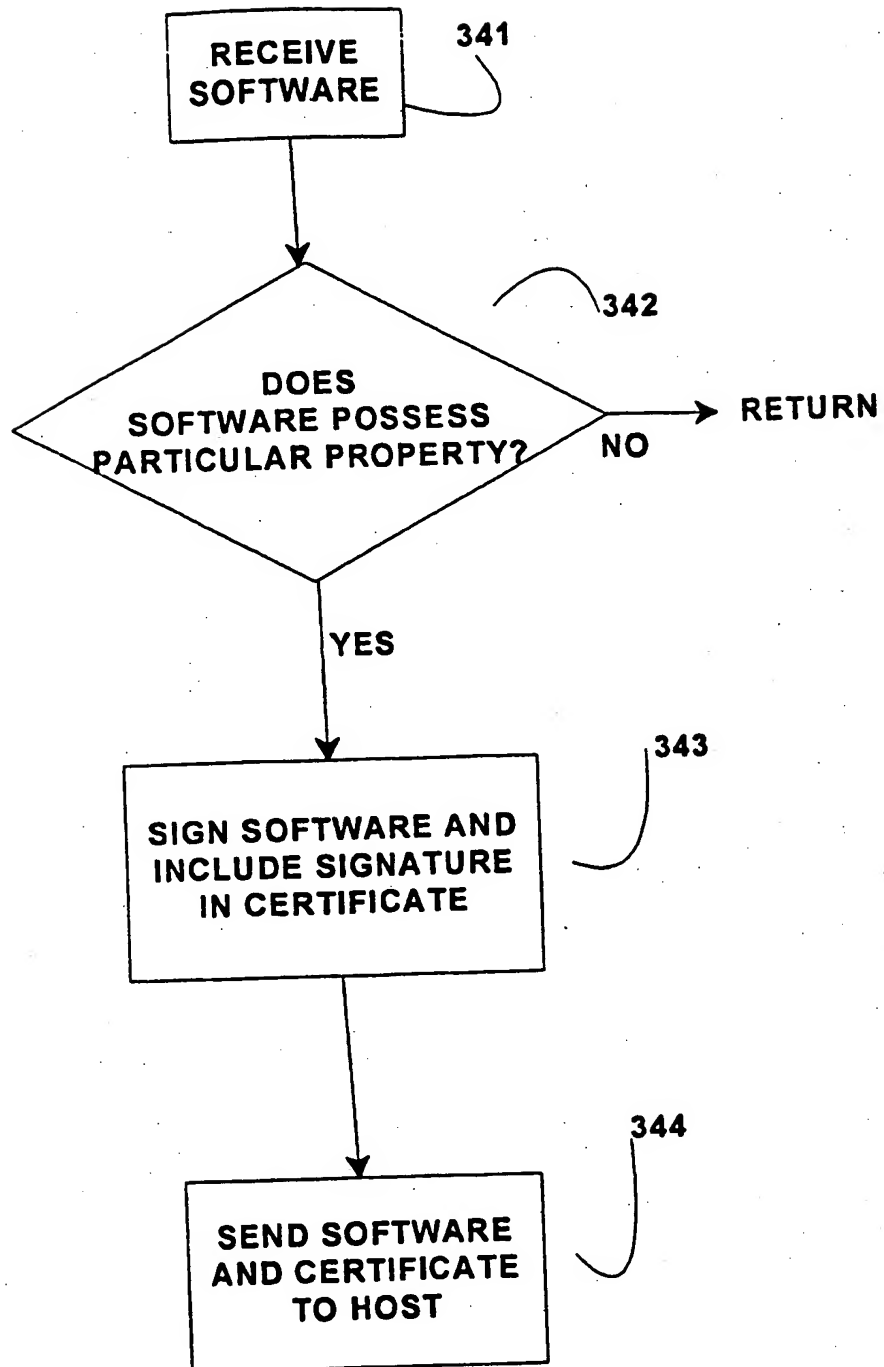 RECEIVE
SOFTWARE
341
342
DOES
SOFTWARE POSSESS
PARTICULAR PROPERTY?
NO
RETURN
YES
343
SIGN SOFTWARE AND
INCLUDE SIGNATURE
IN CERTIFICATE
344
SEND SOFTWARE
AND CERTIFICATE
TO HOST